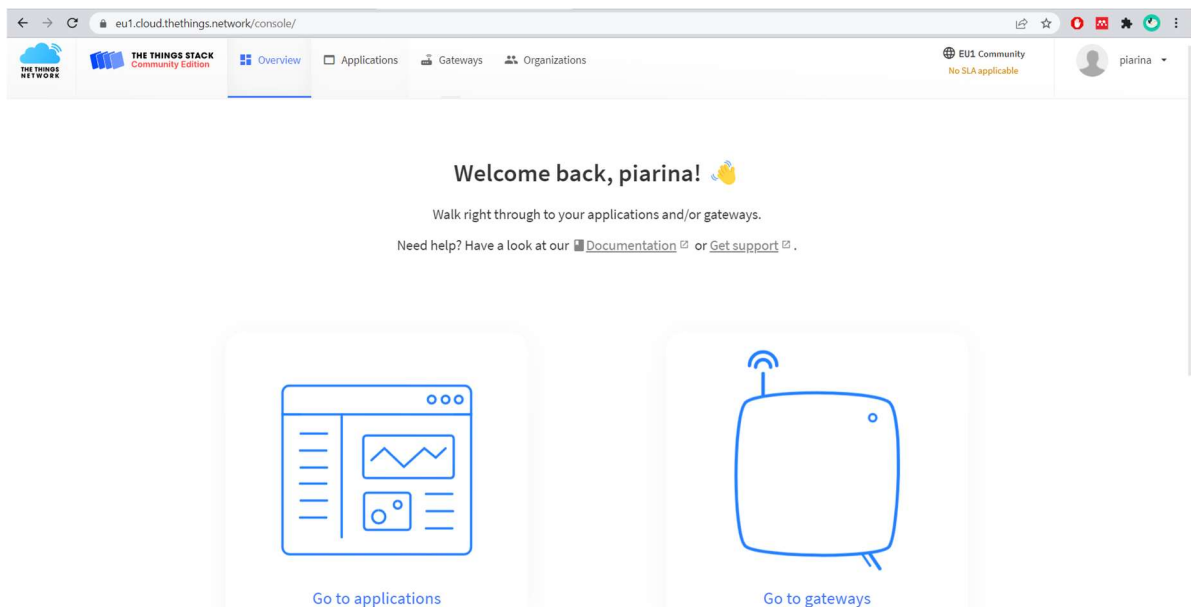 eu1.cloud.thethings.network/console/
THE THINGS
NETWORK
THE THINGS STACK
Community Edition
Overview
Applications
Gateways
Organizations
EU1 Community
No SLA applicable
piarina
Welcome back, piarina! 👋
Walk right through to your applications and/or gateways.
Need help? Have a look at our Documentation or Get support .
Go to applications
Go to gateways